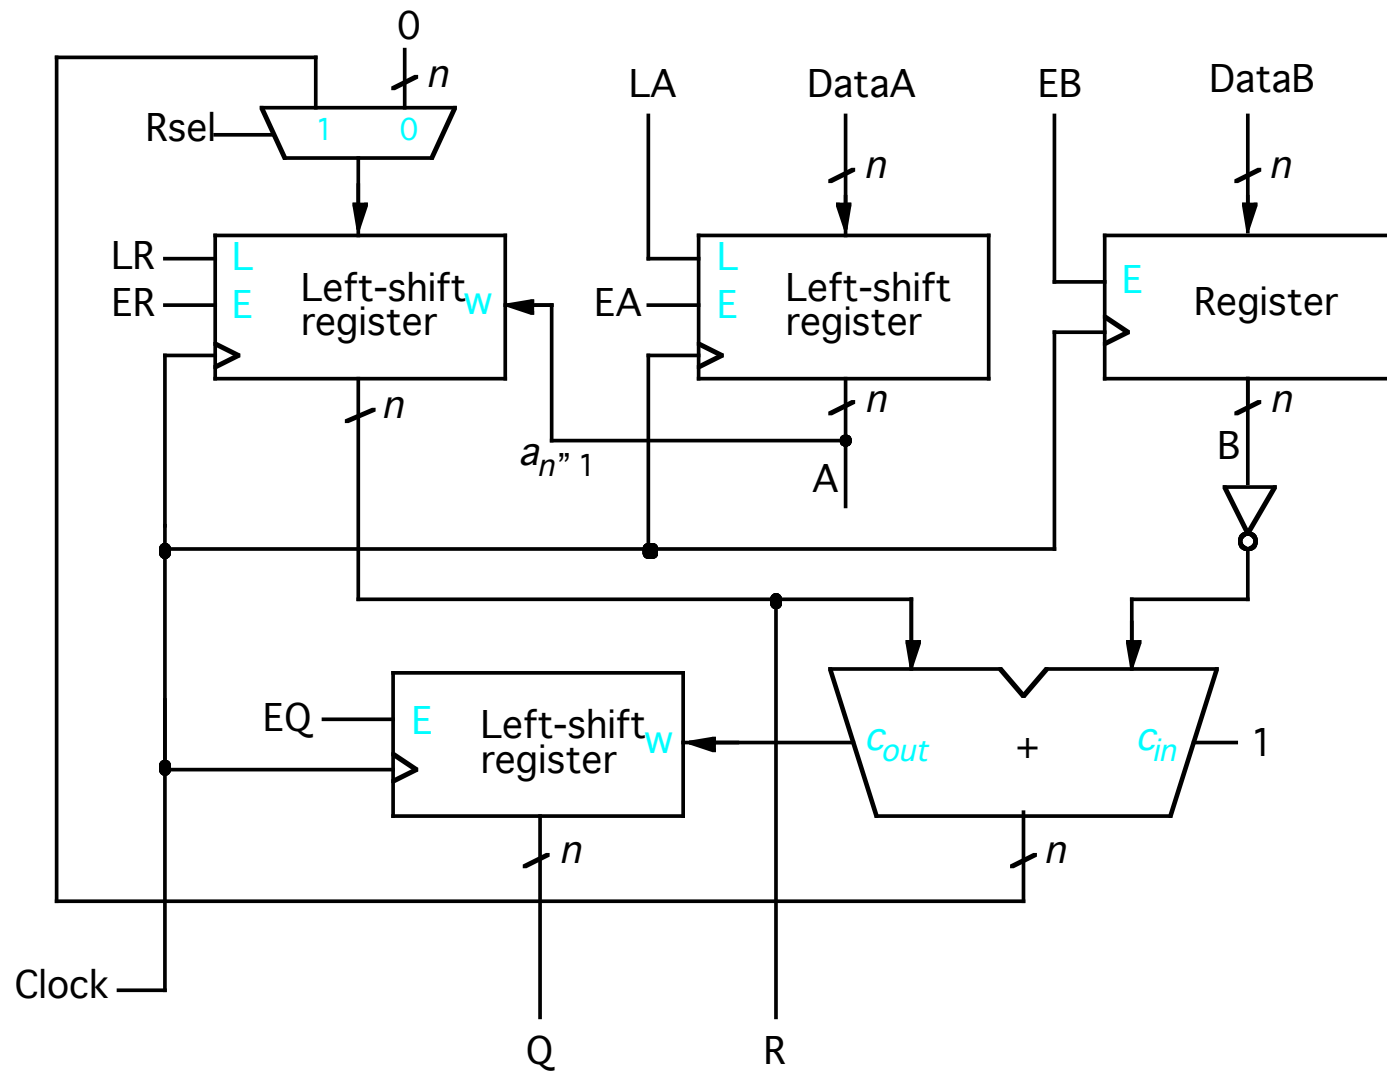 0
n
LA
DataA
EB
DataB
Rsel
1
0
n
n
LR
L
Left-shift
register
ER
E
w
L
EA
E
Left-shift
register
E
Register
n
n
n
an” 1
A
B
EQ
E
Left-shift
register
w
cout
+
cin
1
n
n
Clock
Q
R